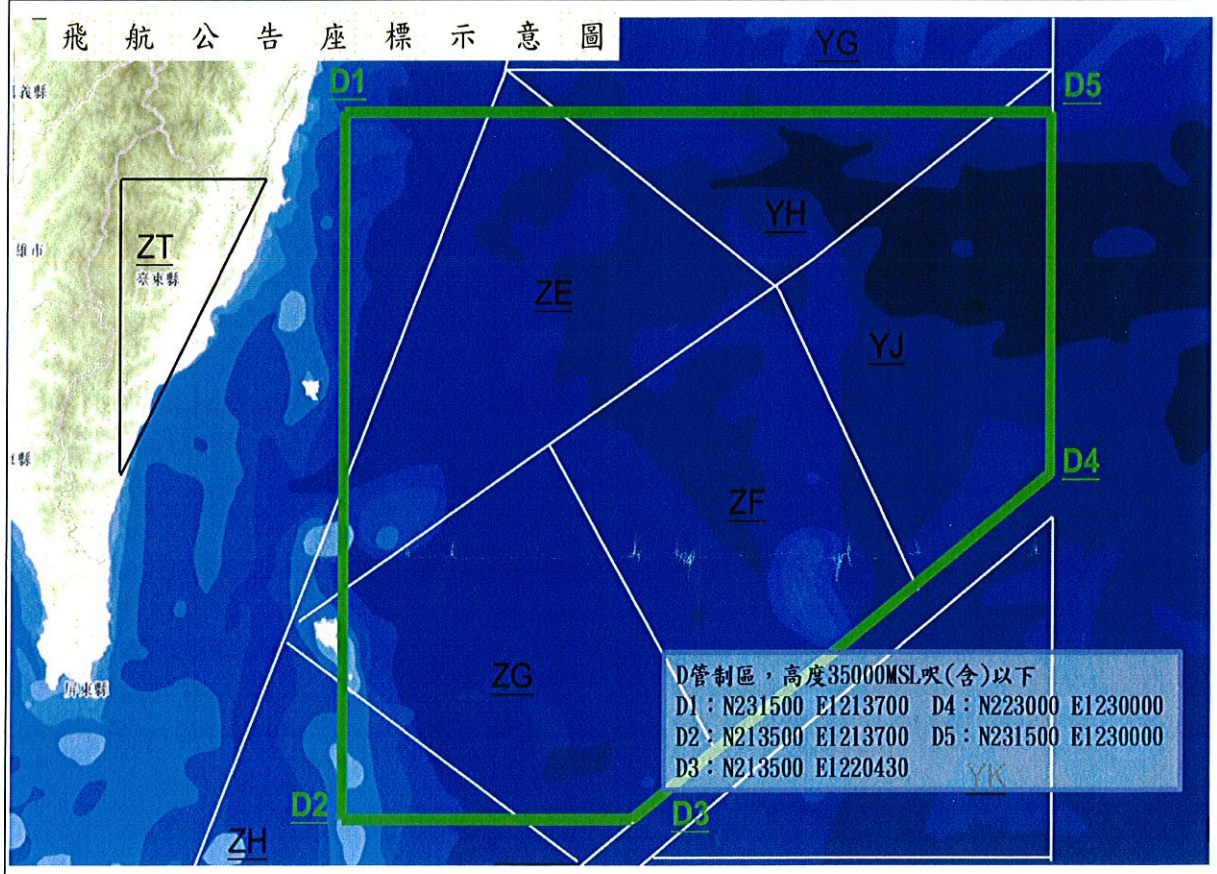 飛航公告座標示意圖
YG
D1
D5
義縣
YH
雄市
ZT
臺東縣
ZE
YJ
縣
D4
ZF
ZG
屏東縣
D管制區，高度35000MSL呎(含)以下
D1：N231500 E1213700 D4：N223000 E1230000
D2：N213500 E1213700 D5：N231500 E1230000
D3：N213500 E1220430
YK
D2
D3
ZH